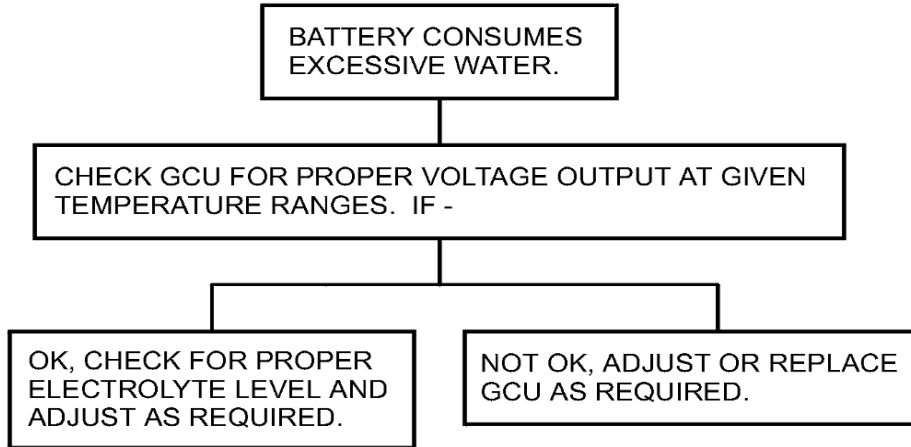 BATTERY CONSUMES
EXCESSIVE WATER.
CHECK GCU FOR PROPER VOLTAGE OUTPUT AT GIVEN
TEMPERATURE RANGES.  IF -
OK, CHECK FOR PROPER
ELECTROLYTE LEVEL AND
ADJUST AS REQUIRED.
NOT OK, ADJUST OR REPLACE
GCU AS REQUIRED.